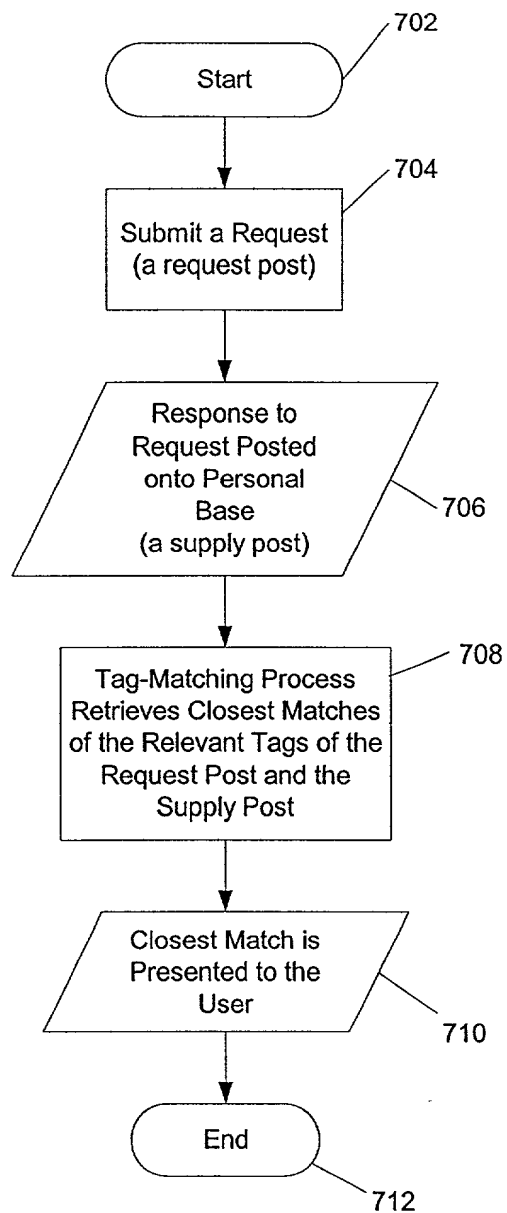 702
Start
704
Submit a Request
(a request post)
Response to
Request Posted
onto Personal
Base
(a supply post)
706
708
Tag-Matching Process
Retrieves Closest Matches
of the Relevant Tags of the
Request Post and the
Supply Post
Closest Match is
Presented to the
User
710
End
712